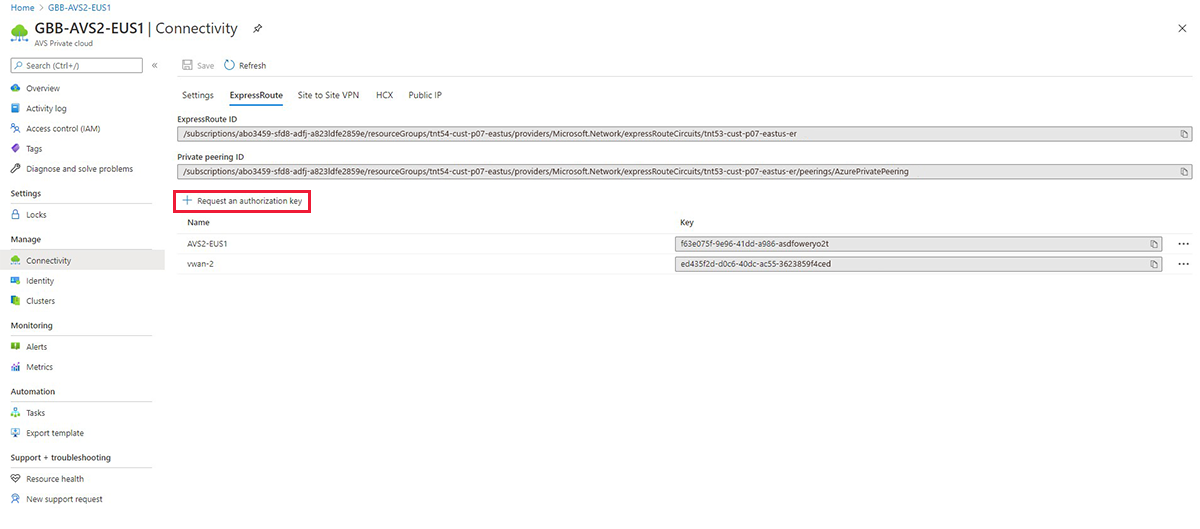 Home > GBB-AVS2-EUS1
GBB-AVS2-EUS1 | Connectivity
AVS Private cloud
Search (Ctrl+/)
«
Overview
Activity log
Access control (IAM)
Tags
Diagnose and solve problems
Settings
Locks
Manage
Connectivity
Identity
Clusters
Monitoring
Alerts
Metrics
Automation
Tasks
Export template
Support + troubleshooting
Resource health
New support request
Save Refresh
Settings ExpressRoute Site to Site VPN HCX Public IP
ExpressRoute ID
/subscriptions/abo3459-sfd8-adfj-a823ldfe2859e/resourceGroups/tnt54-cust-p07-eastus/providers/Microsoft.Network/expressRouteCircuits/tnt53-cust-p07-eastus-er
Private peering ID
/subscriptions/abo3459-sfd8-adfj-a823ldfe2859e/resourceGroups/tnt54-cust-p07-eastus/providers/Microsoft.Network/expressRouteCircuits/tnt53-cust-p07-eastus-er/peerings/AzurePrivatePeering
+ Request an authorization key
Name Key
AVS2-EUS1 f63e075f-9e96-41dd-a986-asdfoweryo2t
vwan-2 ed435f2d-d0c6-40dc-ac55-3623859f4ced